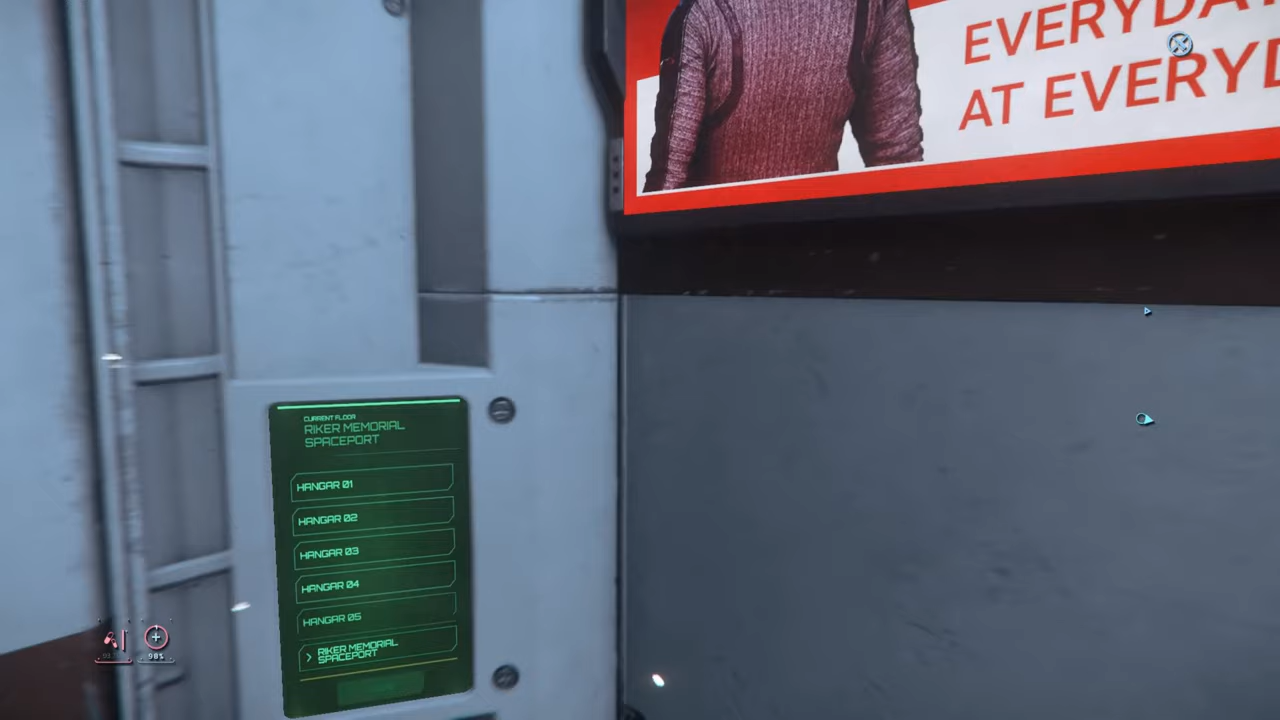 EVERYDA
AT EVERYD
CURRENT FLOOR
RIKER MEMORIAL
SPACEPORT
HANGAR 01
HANGAR 02
HANGAR 03
HANGAR 04
HANGAR 05
> RIKER MEMORIAL
SPACEPORT
98%